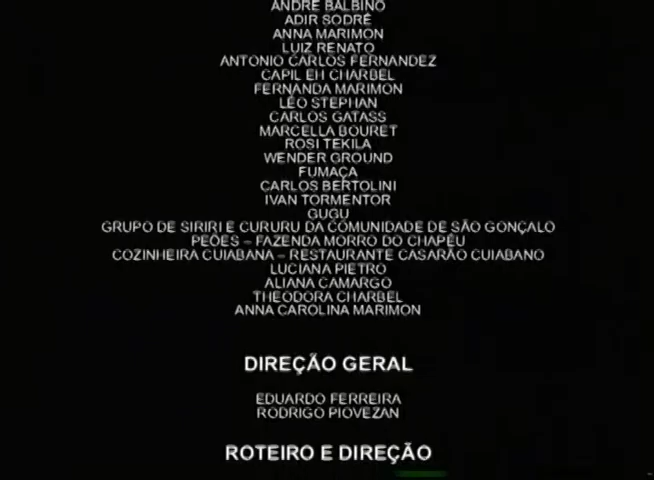 ANDRÉ BALBINO
ADIR SODRÉ
ANNA MARIMON
LUIZ RENATO
ANTONIO CARLOS FERNANDEZ
CAPIL EH CHARBEL
FERNANDA MARIMON
LÉO STEPHAN
CARLOS GATASS
MARCELLA BOURET
ROSI TEKILA
WENDER GROUND
FUMAÇA
CARLOS BERTOLINI
IVAN TORMENTOR
GUGU
GRUPO DE SIRIRI E CURURU DA COMUNIDADE DE SÃO GONÇALO
PEÕES – FAZENDA MORRO DO CHAPÉU
COZINHEIRA CUIABANA – RESTAURANTE CASARÃO CUIABANO
LUCIANA PIETRO
ALIANA CAMARGO
THEODORA CHARBEL
ANNA CAROLINA MARIMON
DIREÇÃO GERAL
EDUARDO FERREIRA
RODRIGO PIOVEZAN
ROTEIRO E DIREÇÃO